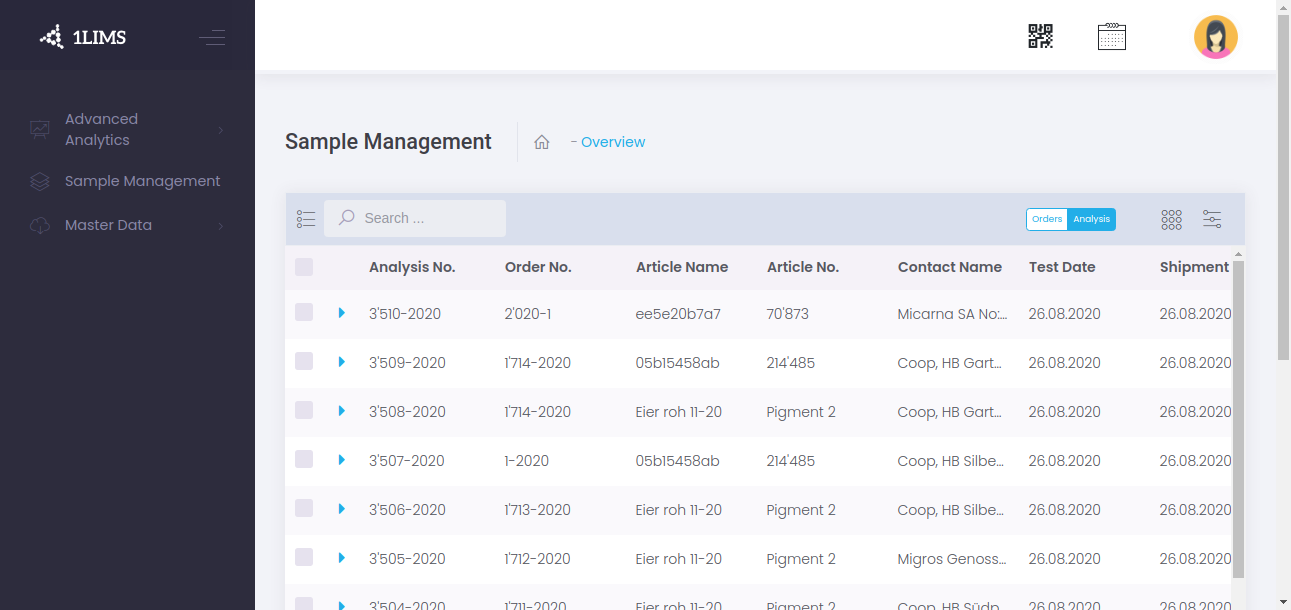 1LIMS
Advanced
Analytics
Sample Management
Master Data
Sample Management
- Overview
Search ...
Orders Analysis
Analysis No. Order No. Article Name Article No. Contact Name Test Date Shipment
3'510-2020 2'020-1 ee5e20b7a7 70'873 Micarna SA No:... 26.08.2020 26.08.2020
3'509-2020 1'714-2020 05b15458ab 214'485 Coop, HB Gart... 26.08.2020 26.08.2020
3'508-2020 1'714-2020 Eier roh 11-20 Pigment 2 Coop, HB Gart... 26.08.2020 26.08.2020
3'507-2020 1-2020 05b15458ab 214'485 Coop, HB Silbe... 26.08.2020 26.08.2020
3'506-2020 1'713-2020 Eier roh 11-20 Pigment 2 Coop, HB Silbe... 26.08.2020 26.08.2020
3'505-2020 1'712-2020 Eier roh 11-20 Pigment 2 Migros Genoss... 26.08.2020 26.08.2020
3'504-2020 1'711-2020 Eier roh 11-20 Pigment 2 Coop, HB Südp... 26.08.2020 26.08.2020